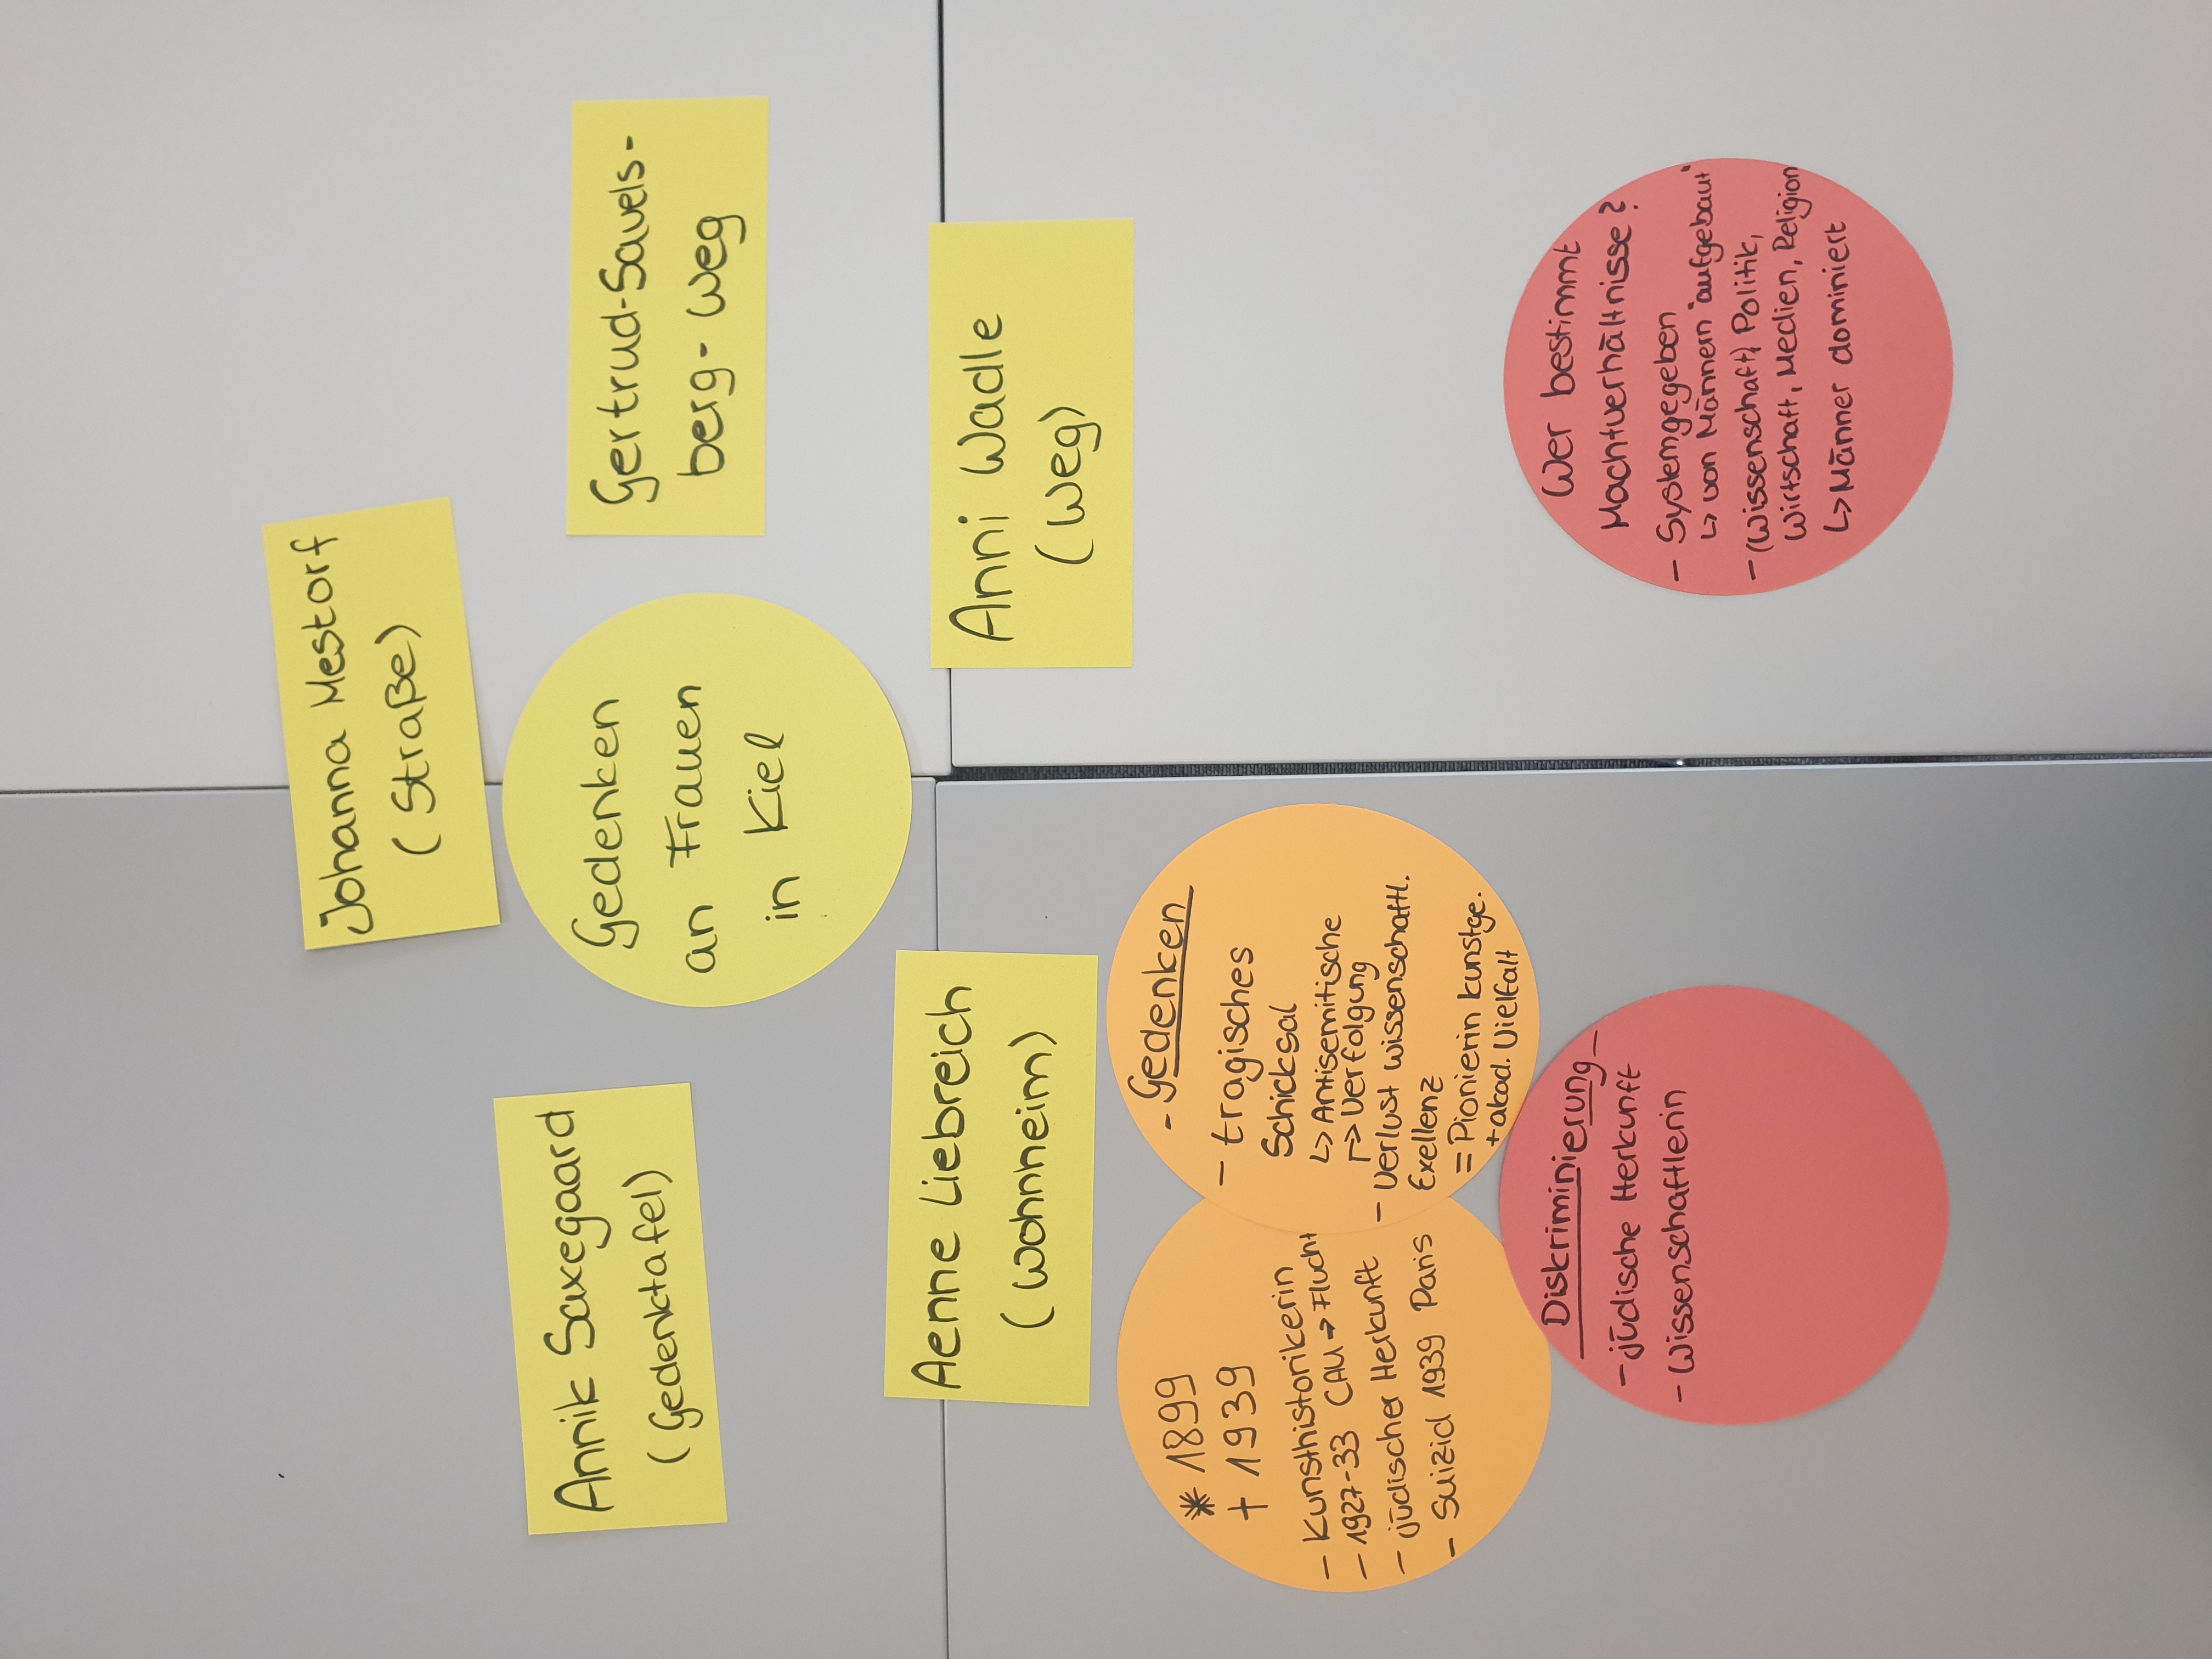 Johanna Mestorf
(Straße)
Annik Saxegaard
(Gedenktafel)
Gedenken
an Frauen
in Kiel
Gertrud-Sauels-
berg-Weg
Aenne Liebreich
(Wohnheim)
Anni Wadle
(Weg)
* 1899
† 1939
- Kunsthistorikerin
- 1927-33 CAU → Flucht
- jüdischer Herkunft
- Suizid 1939 Paris
- Gedenken
- tragisches
Schicksal
↳ Antisemitische
↱ Verfolgung
- Verlust wissenschaftl.
Exellenz
= Pionierin Kunstge.
+ akad. Vielfalt
Diskriminierung
- jüdische Herkunft
- Wissenschaftlerin
Wer bestimmt
Machtverhältnisse?
- Systemgegeben
↳ von Männern "aufgebaut"
- (Wissenschaft) Politik,
Wirtschaft, Medien, Religion
↳ Männer dominiert